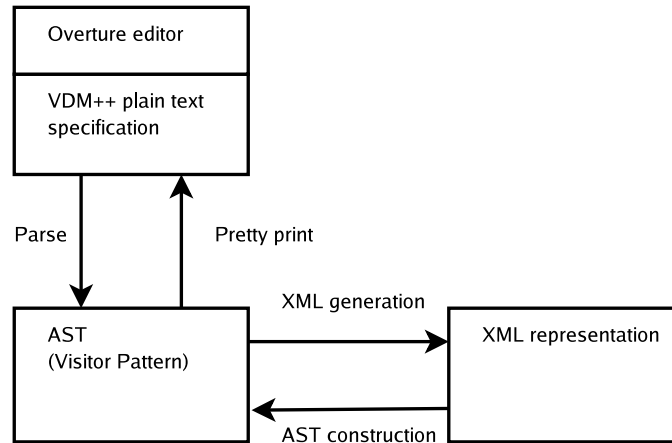 Overture editor
VDM++ plain text
specification
Parse
Pretty print
XML generation
AST
(Visitor Pattern)
XML representation
AST construction